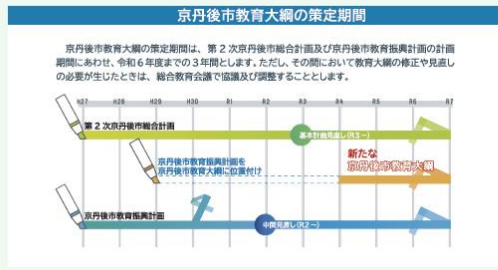 京丹後市教育大綱の策定期間
京丹後市教育大綱の策定期間は、第2次京丹後市総合計画及び京丹後市教育振興計画の計画
期間にあわせ、令和6年度までの3年間とします。ただし、その間において教育大綱の修正や見直し
の必要が生じたときは、総合教育会議で協議及び調整することとします。
H27 H28 H29 H30 R1 R2 R3 R4 R5 R6 R7
第2次京丹後市総合計画
基本計画見直し(R3~)
京丹後市教育振興計画を
京丹後市教育大綱に位置付け
新たな
京丹後市教育大綱
京丹後市教育振興計画
中間見直し(R2~)